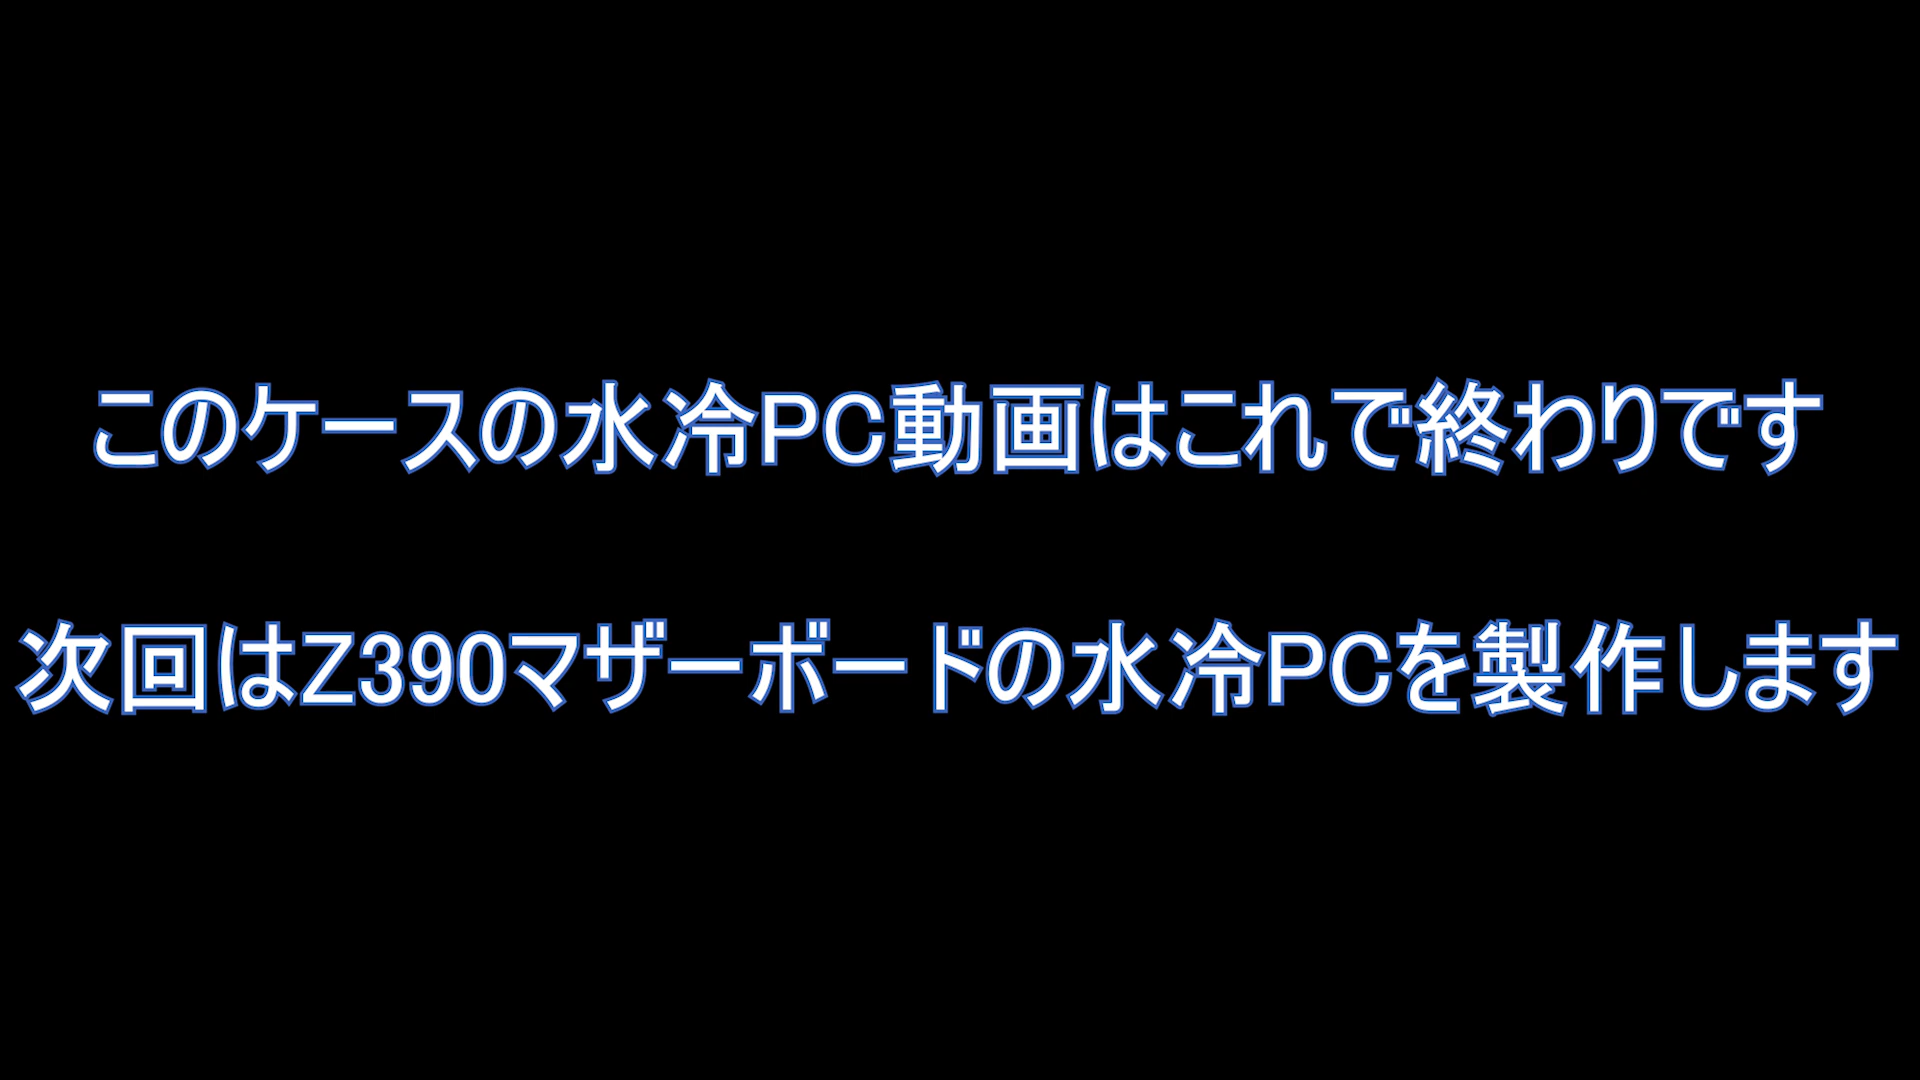 このケースの水冷PC動画はこれで終わりです
次回はZ390マザーボードの水冷PCを製作します